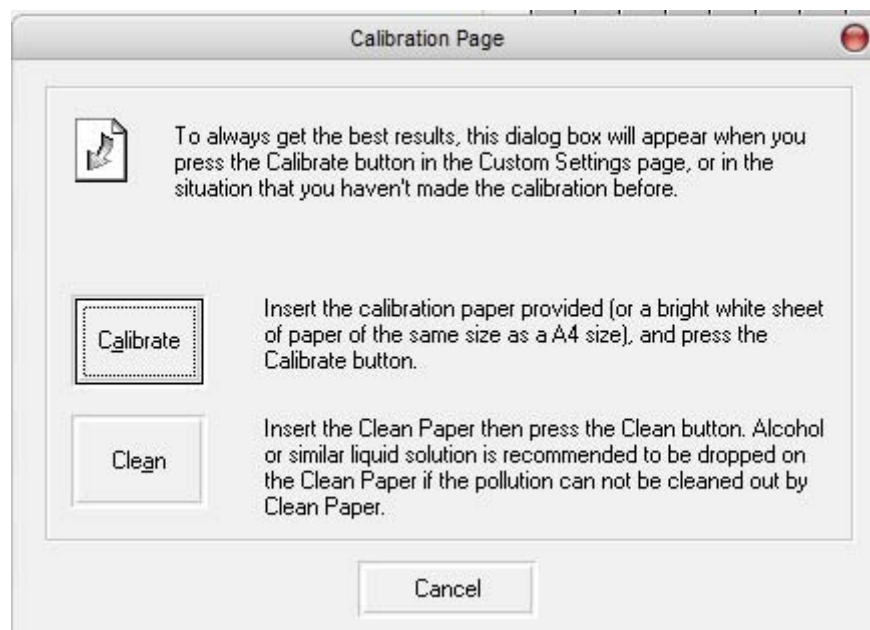 Calibration Page
To always get the best results, this dialog box will appear when you
press the Calibrate button in the Custom Settings page, or in the
situation that you haven't made the calibration before.
Calibrate
Insert the calibration paper provided (or a bright white sheet
of paper of the same size as a A4 size), and press the
Calibrate button.
Clean
Insert the Clean Paper then press the Clean button. Alcohol
or similar liquid solution is recommended to be dropped on
the Clean Paper if the pollution can not be cleaned out by
Clean Paper.
Cancel